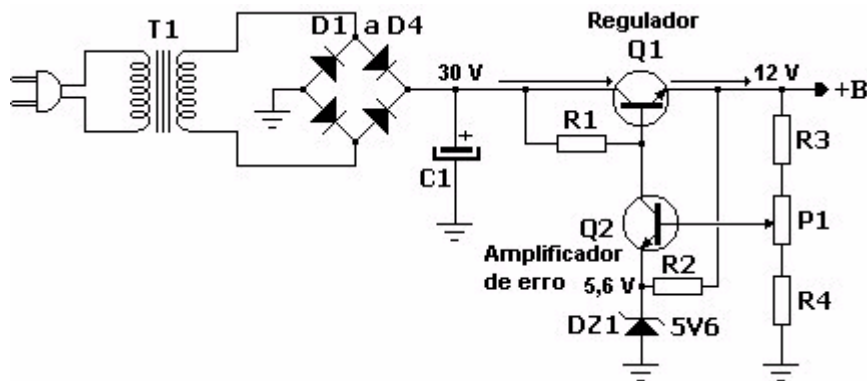 Regulador
T1
D1 a D4
Q1
30 V
12 V
+B
R1
R3
+
C1
Q2
P1
Amplificador
de erro
R2
5,6 V
R4
DZ1
5V6